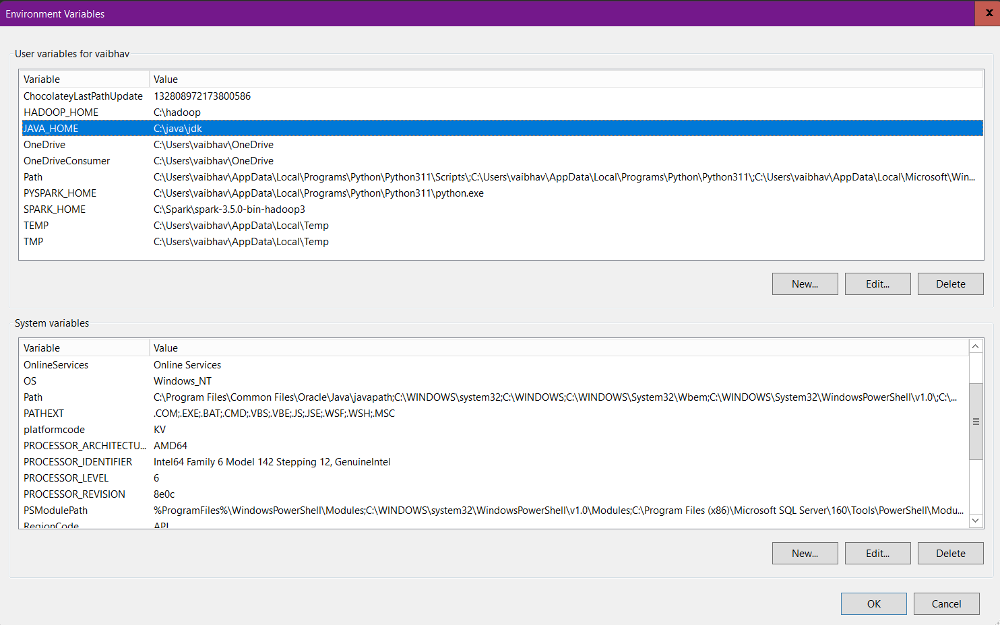 Environment Variables
User variables for vaibhav
Variable Value
ChocolateyLastPathUpdate 132808972173800586
HADOOP_HOME C:\hadoop
JAVA_HOME C:\java\jdk
OneDrive C:\Users\vaibhav\OneDrive
OneDriveConsumer C:\Users\vaibhav\OneDrive
Path C:\Users\vaibhav\AppData\Local\Programs\Python\Python311\Scripts\;C:\Users\vaibhav\AppData\Local\Programs\Python\Python311\;C:\Users\vaibhav\AppData\Local\Microsoft\Win...
PYSPARK_HOME C:\Users\vaibhav\AppData\Local\Programs\Python\Python311\python.exe
SPARK_HOME C:\Spark\spark-3.5.0-bin-hadoop3
TEMP C:\Users\vaibhav\AppData\Local\Temp
TMP C:\Users\vaibhav\AppData\Local\Temp
New... Edit... Delete
System variables
Variable Value
OnlineServices Online Services
OS Windows_NT
Path C:\Program Files\Common Files\Oracle\Java\javapath;C:\WINDOWS\system32;C:\WINDOWS;C:\WINDOWS\System32\Wbem;C:\WINDOWS\System32\WindowsPowerShell\v1.0\;C:\...
PATHEXT .COM;.EXE;.BAT;.CMD;.VBS;.VBE;.JS;.JSE;.WSF;.WSH;.MSC
platformcode KV
PROCESSOR_ARCHITECTU... AMD64
PROCESSOR_IDENTIFIER Intel64 Family 6 Model 142 Stepping 12, GenuineIntel
PROCESSOR_LEVEL 6
PROCESSOR_REVISION 8e0c
PSModulePath %ProgramFiles%\WindowsPowerShell\Modules;C:\WINDOWS\system32\WindowsPowerShell\v1.0\Modules;C:\Program Files (x86)\Microsoft SQL Server\160\Tools\PowerShell\Modu...
RegionCode
New... Edit... Delete
OK Cancel